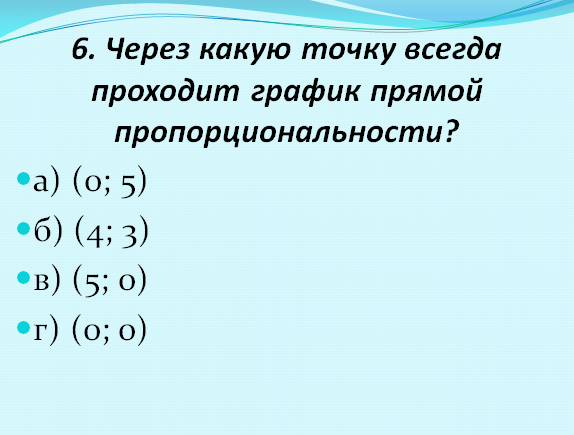 6. Через какую точку всегда
проходит график прямой
пропорциональности?
а) (0; 5)
б) (4; 3)
в) (5; 0)
г) (0; 0)